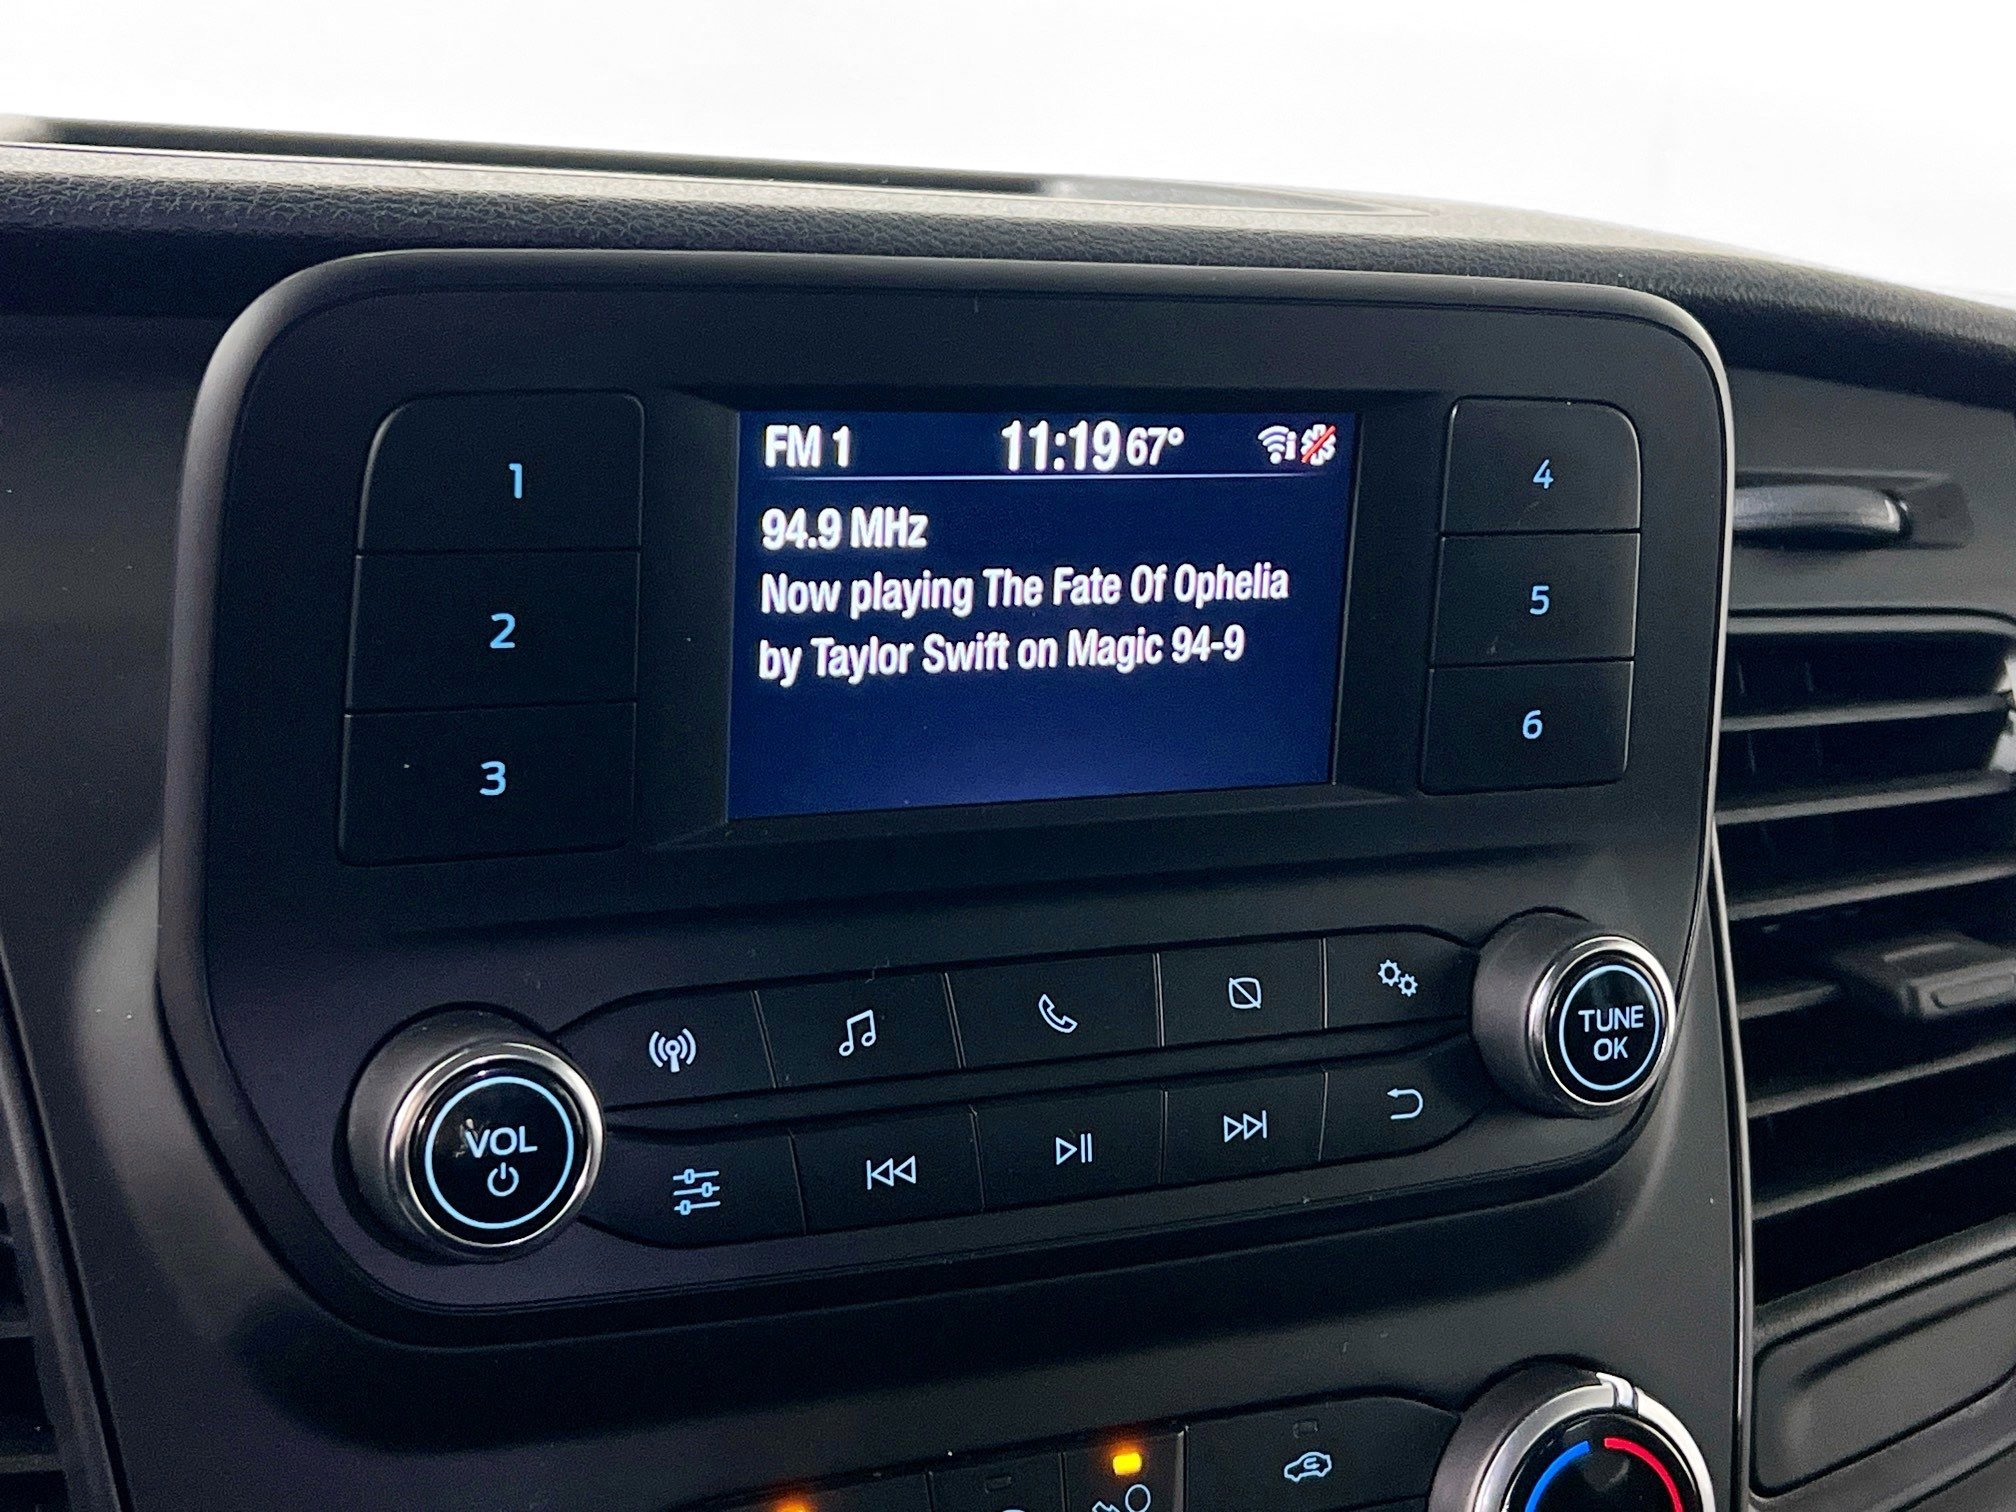 FM 1 11:19 67°
94.9 MHz
Now playing The Fate Of Ophelia
by Taylor Swift on Magic 94-9
1
2
3
4
5
6
VOL
TUNE
OK